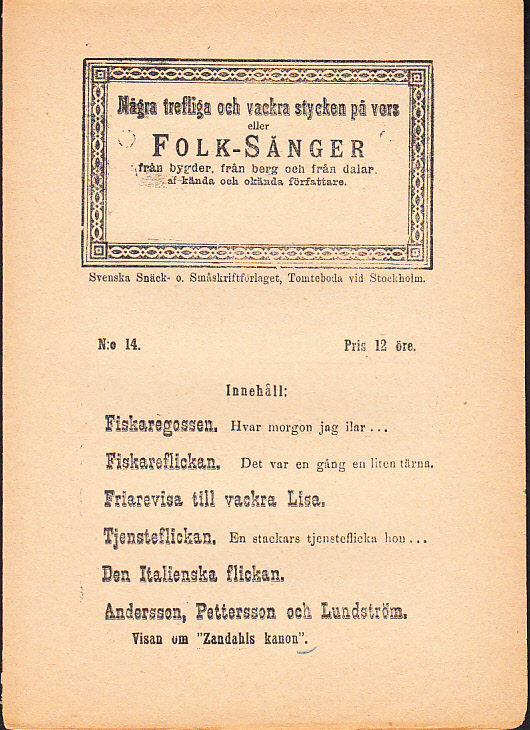 Några trefliga och vackra stycken på vers
eller
FOLK-SÅNGER
från bygder, från berg och från dalar
af kända och okända författare.
Svenska Snäck- o. Småskriftförlaget, Tomteboda vid Stockholm.
N:o 14. Pris 12 öre.
Innehåll:
Fiskaregossen. Hvar morgon jag ilar ...
Fiskareflickan. Det var en gång en liten tärna.
Friarevisa till vackra Lisa.
Tjensteflickan. En stackars tjensteflicka hon ...
Den Italienska flickan.
Andersson, Pettersson och Lundström.
Visan om "Zandahls kanon".